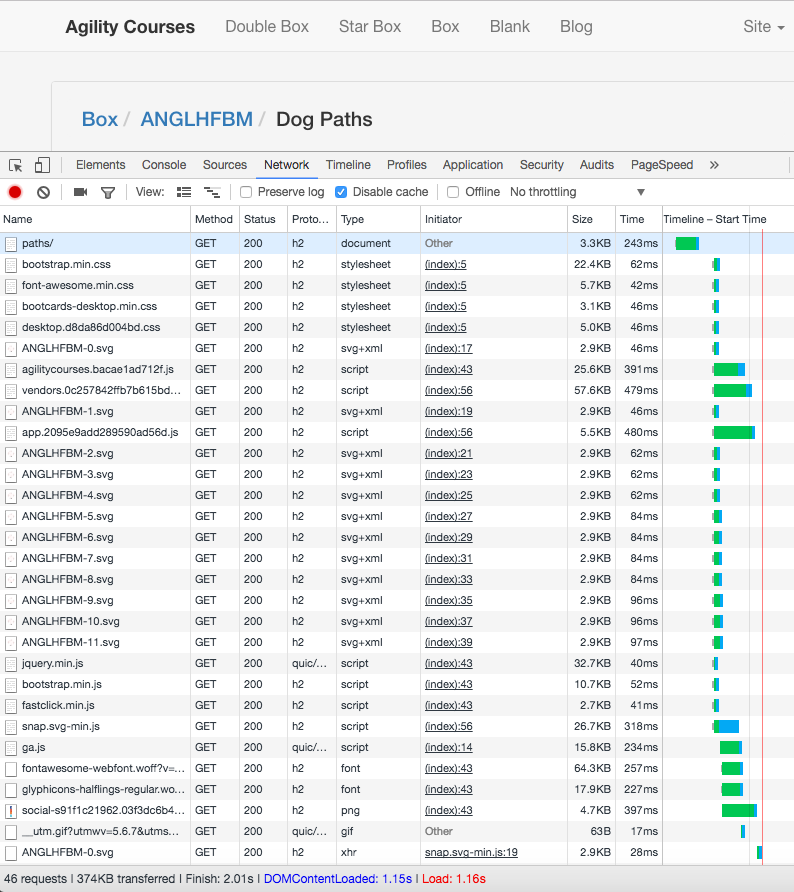 Agility Courses Double Box Star Box Box Blank Blog Site
Box / ANGLHFBM / Dog Paths
Elements Console Sources Network Timeline Profiles Application Security Audits PageSpeed »
View: Preserve log Disable cache Offline No throttling
Name Method Status Proto... Type Initiator Size Time Timeline – Start Time
paths/ GET 200 h2 document Other 3.3KB 243ms
bootstrap.min.css GET 200 h2 stylesheet (index):5 22.4KB 62ms
font-awesome.min.css GET 200 h2 stylesheet (index):5 5.7KB 42ms
bootcards-desktop.min.css GET 200 h2 stylesheet (index):5 3.1KB 46ms
desktop.d8da86d004bd.css GET 200 h2 stylesheet (index):5 5.0KB 46ms
ANGLHFBM-0.svg GET 200 h2 svg+xml (index):17 2.9KB 46ms
agilitycourses.bacae1ad712f.js GET 200 h2 script (index):43 25.6KB 391ms
vendors.0c257842ffb7b615bd... GET 200 h2 script (index):56 57.6KB 479ms
ANGLHFBM-1.svg GET 200 h2 svg+xml (index):19 2.9KB 46ms
app.2095e9add289590ad56d.js GET 200 h2 script (index):56 5.5KB 480ms
ANGLHFBM-2.svg GET 200 h2 svg+xml (index):21 2.9KB 62ms
ANGLHFBM-3.svg GET 200 h2 svg+xml (index):23 2.9KB 62ms
ANGLHFBM-4.svg GET 200 h2 svg+xml (index):25 2.9KB 62ms
ANGLHFBM-5.svg GET 200 h2 svg+xml (index):27 2.9KB 84ms
ANGLHFBM-6.svg GET 200 h2 svg+xml (index):29 2.9KB 84ms
ANGLHFBM-7.svg GET 200 h2 svg+xml (index):31 2.9KB 84ms
ANGLHFBM-8.svg GET 200 h2 svg+xml (index):33 2.9KB 84ms
ANGLHFBM-9.svg GET 200 h2 svg+xml (index):35 2.9KB 96ms
ANGLHFBM-10.svg GET 200 h2 svg+xml (index):37 2.9KB 96ms
ANGLHFBM-11.svg GET 200 h2 svg+xml (index):39 2.9KB 97ms
jquery.min.js GET 200 quic/... script (index):43 32.7KB 40ms
bootstrap.min.js GET 200 h2 script (index):43 10.7KB 52ms
fastclick.min.js GET 200 h2 script (index):43 2.7KB 41ms
snap.svg-min.js GET 200 h2 script (index):56 26.7KB 318ms
ga.js GET 200 quic/... script (index):14 15.8KB 234ms
fontawesome-webfont.woff?v=... GET 200 h2 font (index):43 64.3KB 257ms
glyphicons-halflings-regular.wo... GET 200 h2 font (index):43 17.9KB 227ms
social-s91f1c21962.03f3dc6b4... GET 200 h2 png (index):43 4.7KB 397ms
__utm.gif?utmwv=5.6.7&utms... GET 200 quic/... gif Other 63B 17ms
ANGLHFBM-0.svg GET 200 h2 xhr snap.svg-min.js:19 2.9KB 28ms
46 requests | 374KB transferred | Finish: 2.01s | DOMContentLoaded: 1.15s | Load: 1.16s